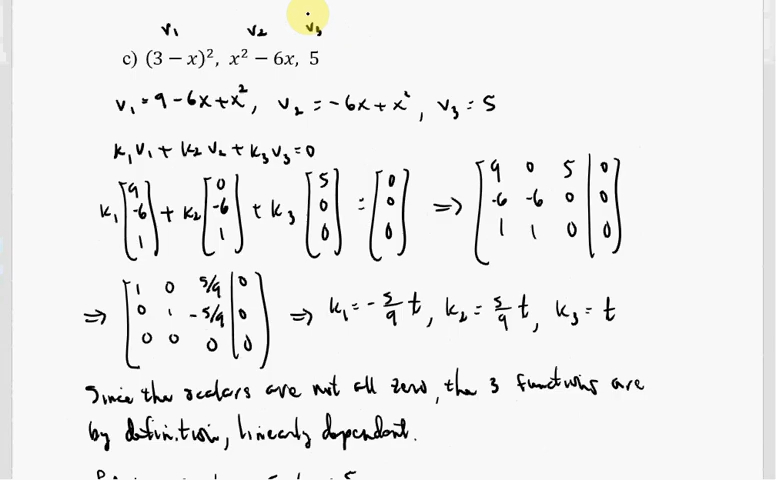 v₁ v₂ v₃
c) (3 − x)², x² − 6x, 5
v₁ = 9 − 6x + x², v₂ = −6x + x², v₃ = 5
k₁v₁ + k₂v₂ + k₃v₃ = 0
k₁ [9 -6 1] + k₂ [0 -6 1] + k₃ [5 0 0] = [0 0 0] ⇒ [9 0 5 | 0
-6 -6 0 | 0
1 1 0 | 0]
⇒ [1 0 5/9 | 0
0 1 -5/9 | 0
0 0 0 | 0] ⇒ k₁ = − 5/9 t, k₂ = 5/9 t, k₃ = t
Since the scalars are not all zero, the 3 functions are
by definition, linearly dependent.